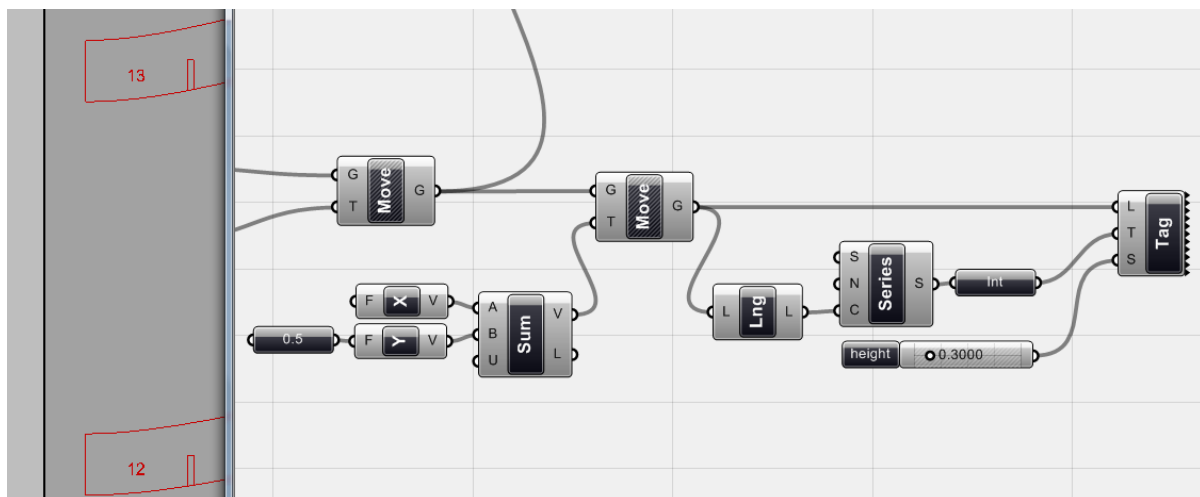 13
G
T
Move
G
G
T
Move
G
F
X
V
0.5
F
Y
V
A
B
U
Sum
V
L
L
Lng
L
S
N
C
Series
S
Int
height
0.3000
L
T
S
Tag
12